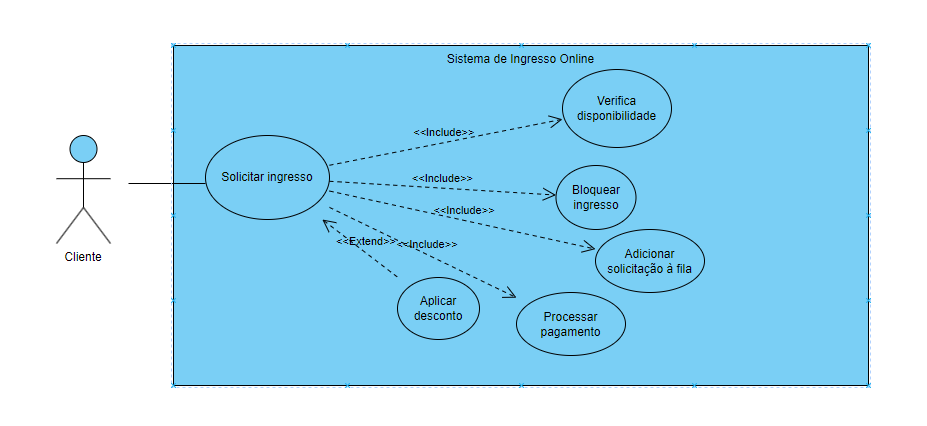 Sistema de Ingresso Online
Verifica
disponibilidade
<<Include>>
Solicitar ingresso
<<Include>>
Bloquear
ingresso
<<Include>>
Adicionar
solicitação à fila
<<Extend>>
<<Include>>
Cliente
Aplicar
desconto
Processar
pagamento